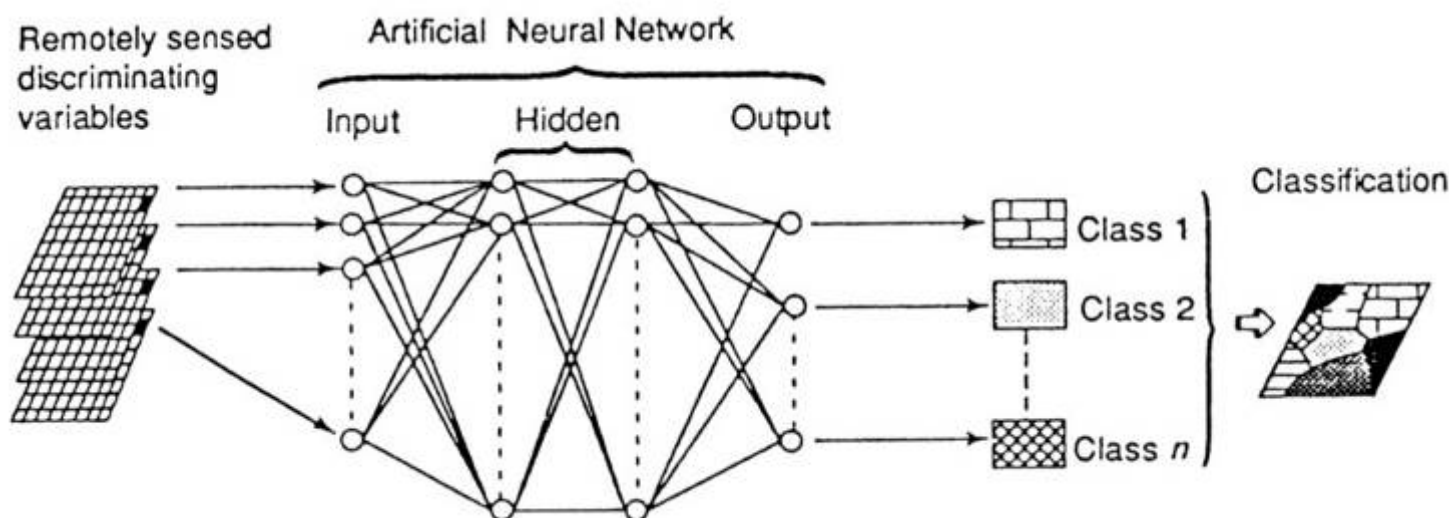 Remotely sensed
discriminating
variables
Artificial Neural Network
Input
Hidden
Output
Class 1
Class 2
Class n
Classification